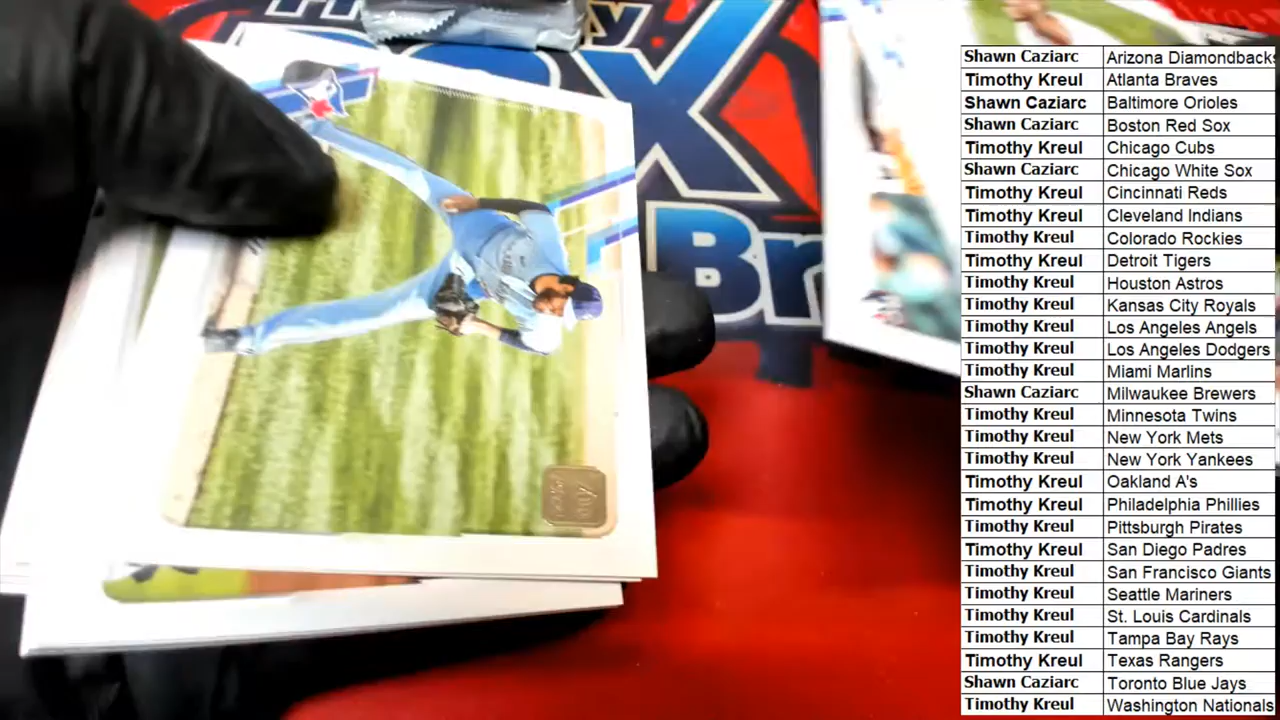 Br
Shawn Caziarc Arizona Diamondbacks
Timothy Kreul Atlanta Braves
Shawn Caziarc Baltimore Orioles
Shawn Caziarc Boston Red Sox
Timothy Kreul Chicago Cubs
Shawn Caziarc Chicago White Sox
Timothy Kreul Cincinnati Reds
Timothy Kreul Cleveland Indians
Timothy Kreul Colorado Rockies
Timothy Kreul Detroit Tigers
Timothy Kreul Houston Astros
Timothy Kreul Kansas City Royals
Timothy Kreul Los Angeles Angels
Timothy Kreul Los Angeles Dodgers
Timothy Kreul Miami Marlins
Shawn Caziarc Milwaukee Brewers
Timothy Kreul Minnesota Twins
Timothy Kreul New York Mets
Timothy Kreul New York Yankees
Timothy Kreul Oakland A's
Timothy Kreul Philadelphia Phillies
Timothy Kreul Pittsburgh Pirates
Timothy Kreul San Diego Padres
Timothy Kreul San Francisco Giants
Timothy Kreul Seattle Mariners
Timothy Kreul St. Louis Cardinals
Timothy Kreul Tampa Bay Rays
Timothy Kreul Texas Rangers
Shawn Caziarc Toronto Blue Jays
Timothy Kreul Washington Nationals